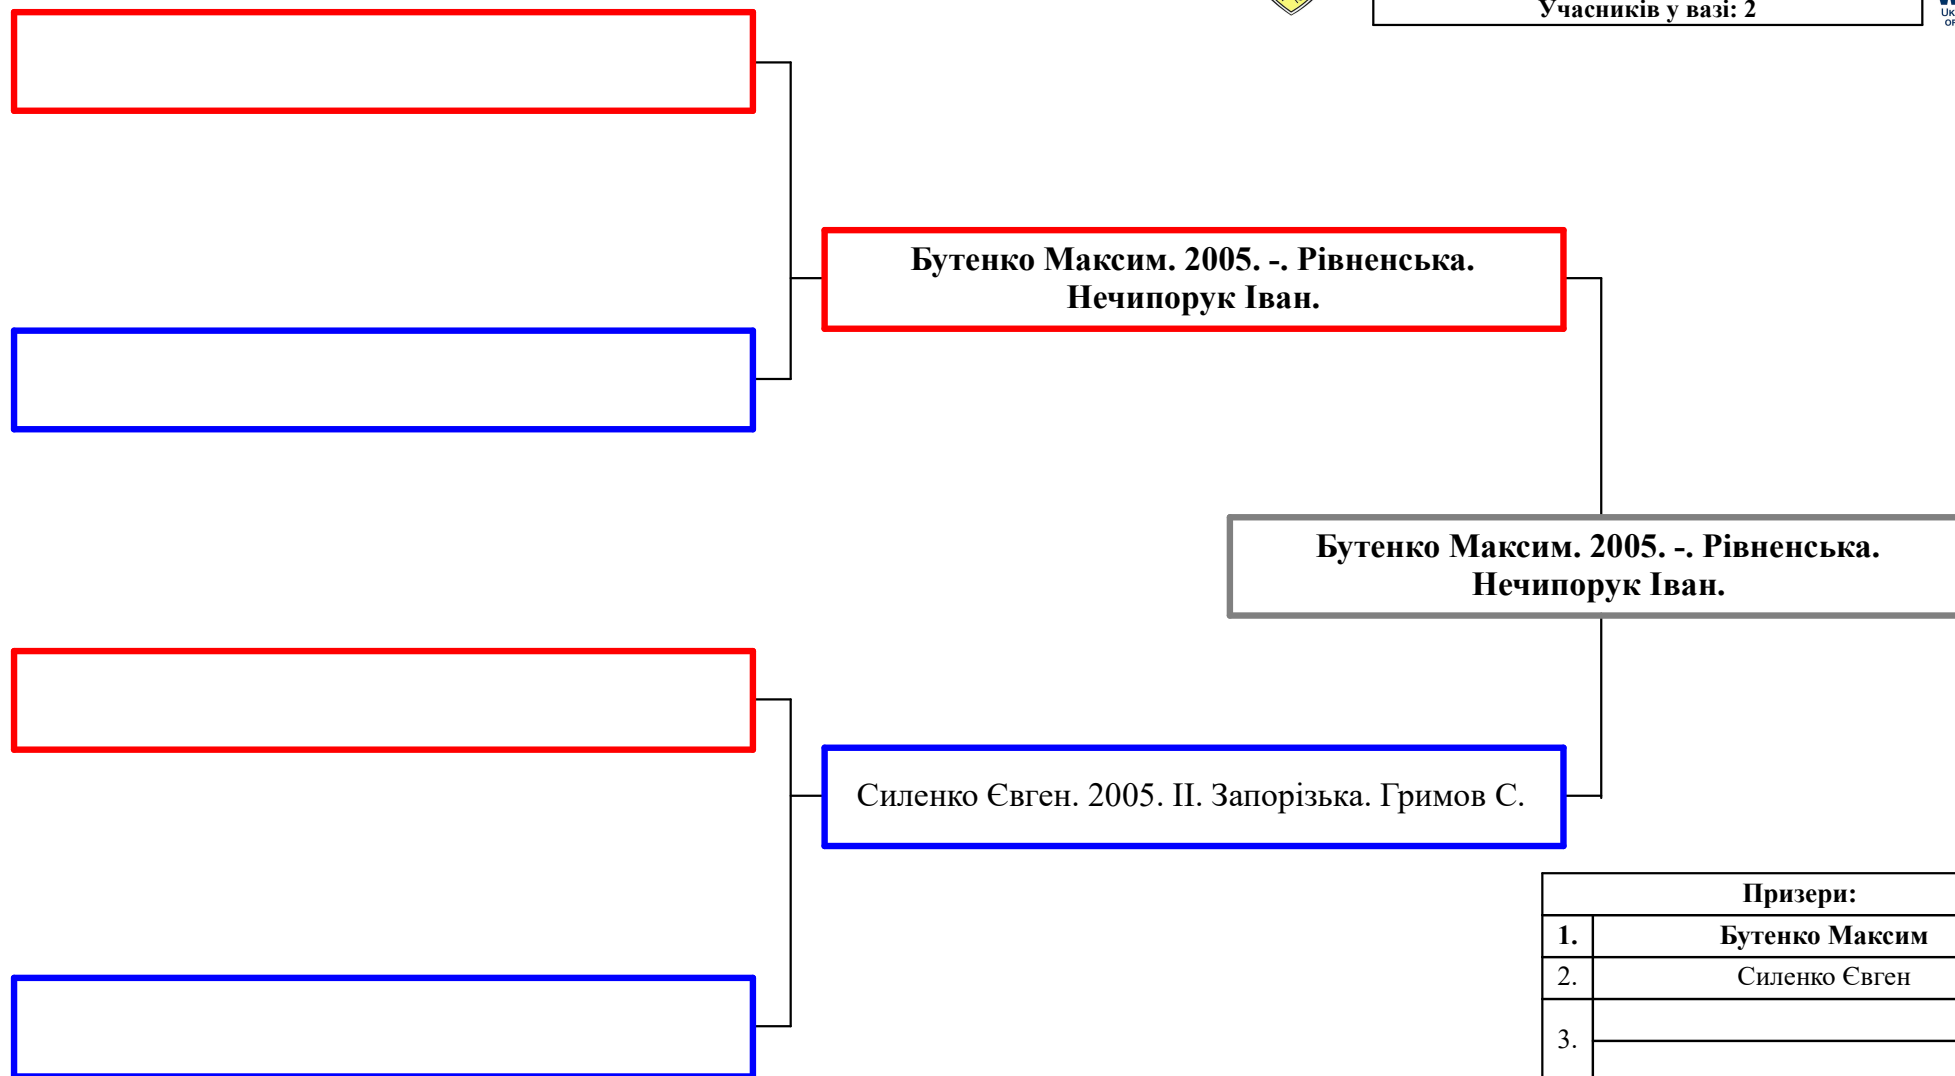 Учасників у вазі: 2
Бутенко Максим. 2005. -. Рівненська.
Нечипорук Іван.
Бутенко Максим. 2005. -. Рівненська.
Нечипорук Іван.
Силенко Євген. 2005. II. Запорізька. Гримов С.
Призери:
1. Бутенко Максим
2. Силенко Євген
3.